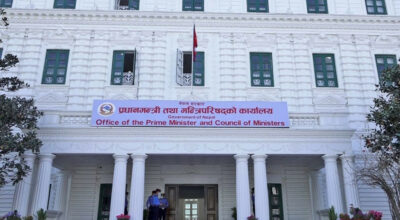 नेपाल सरकार
प्रधानमन्त्री तथा मन्त्रिपरिषद्को कार्यालय
Government of Nepal
Office of the Prime Minister and Council of Ministers